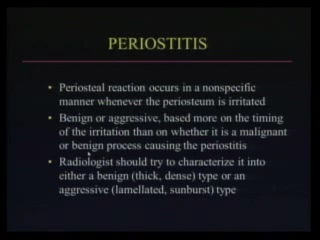 PERIOSTITIS
• Periosteal reaction occurs in a nonspecific
manner whenever the periosteum is irritated
• Benign or aggressive, based more on the timing
of the irritation than on whether it is a malignant
or benign process causing the periostitis
• Radiologist should try to characterize it into
either a benign (thick, dense) type or an
aggressive (lamellated, sunburst) type